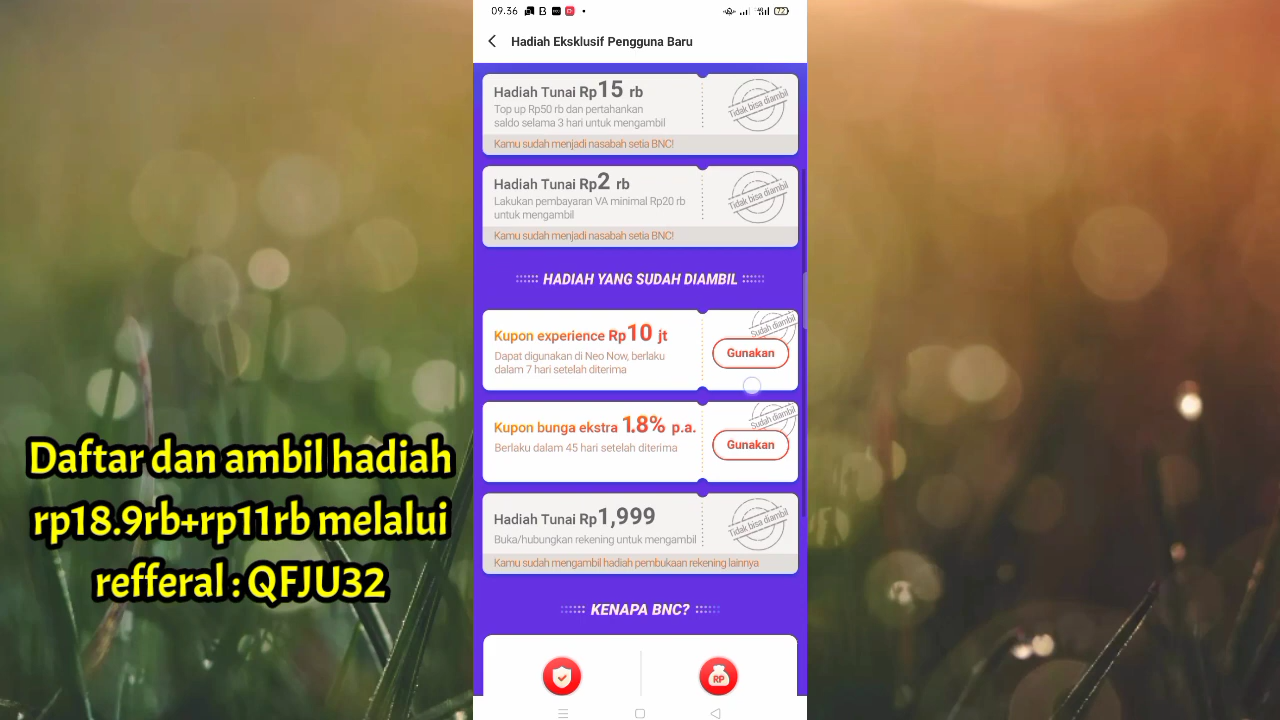 09.36
Hadiah Eksklusif Pengguna Baru
Hadiah Tunai Rp15 rb
Top up Rp50 rb dan pertahankan
saldo selama 3 hari untuk mengambil
Tidak bisa diambil
Kamu sudah menjadi nasabah setia BNC!
Hadiah Tunai Rp2 rb
Lakukan pembayaran VA minimal Rp20 rb
untuk mengambil
Tidak bisa diambil
Kamu sudah menjadi nasabah setia BNC!
HADIAH YANG SUDAH DIAMBIL
Kupon experience Rp10 jt
Dapat digunakan di Neo Now, berlaku
dalam 7 hari setelah diterima
Sudah diambil
Gunakan
Kupon bunga ekstra 1.8% p.a.
Berlaku dalam 45 hari setelah diterima
Sudah diambil
Gunakan
Hadiah Tunai Rp1,999
Buka/hubungkan rekening untuk mengambil
Tidak bisa diambil
Kamu sudah mengambil hadiah pembukaan rekening lainnya
KENAPA BNC?
RP
Daftar dan ambil hadiah
rp18.9rb+rp11rb melalui
refferal : QFJU32